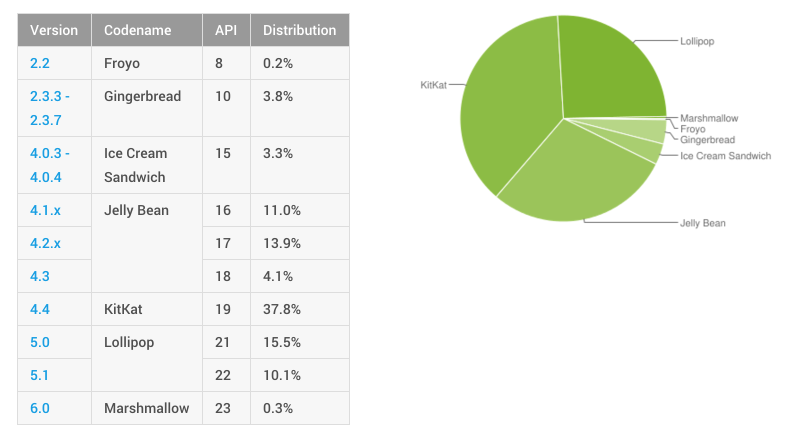 Version Codename API Distribution
2.2 Froyo 8 0.2%
2.3.3 - Gingerbread 10 3.8%
2.3.7
4.0.3 - Ice Cream 15 3.3%
4.0.4 Sandwich
4.1.x Jelly Bean 16 11.0%
4.2.x 17 13.9%
4.3 18 4.1%
4.4 KitKat 19 37.8%
5.0 Lollipop 21 15.5%
5.1 22 10.1%
6.0 Marshmallow 23 0.3%
Lollipop
KitKat
Marshmallow
Froyo
Gingerbread
Ice Cream Sandwich
Jelly Bean